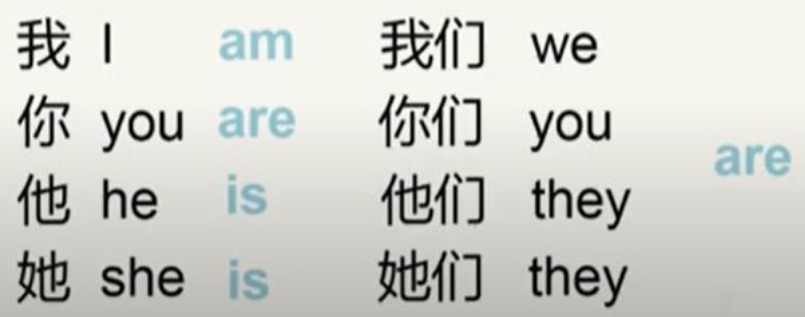 我 I am 我们 we
你 you are 你们 you
are
他 he is 他们 they
她 she is 她们 they